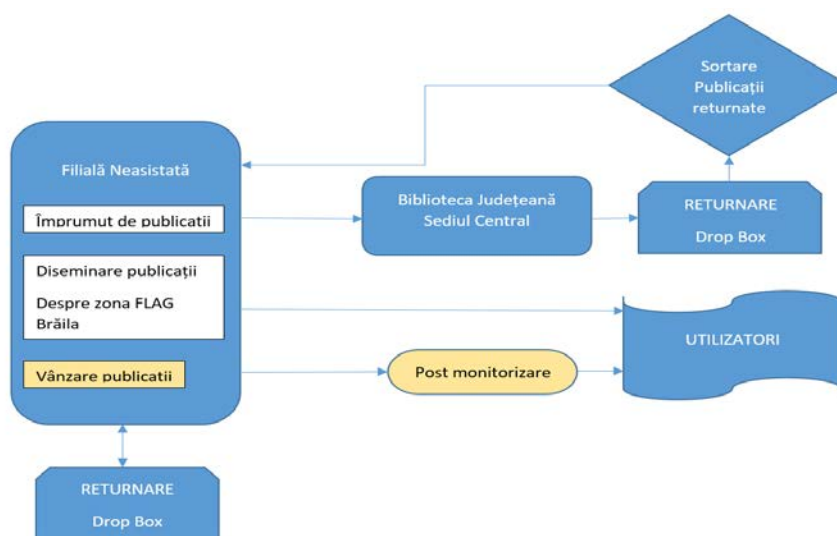 Sortare
Publicații
returnate
Filială Neasistată
Împrumut de publicatii
Biblioteca Județeană
Sediul Central
RETURNARE
Drop Box
Diseminare publicații
Despre zona FLAG
Brăila
UTILIZATORI
Vânzare publicatii
Post monitorizare
RETURNARE
Drop Box